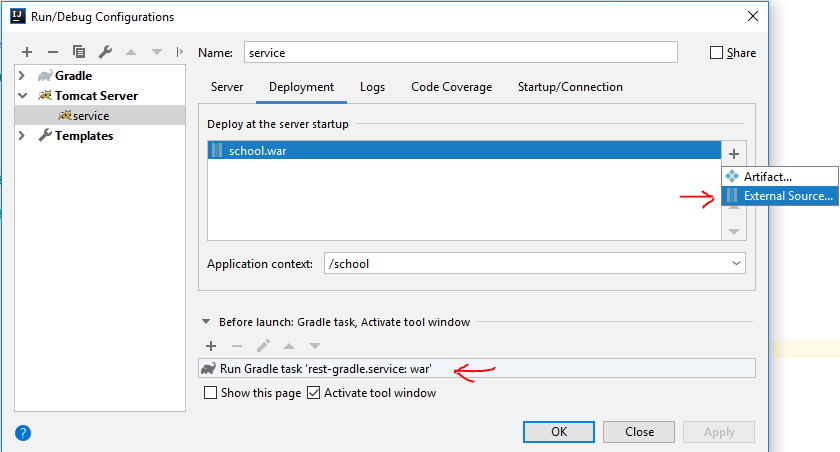 Run/Debug Configurations
Name: service
Share
Gradle
Tomcat Server
service
Templates
Server Deployment Logs Code Coverage Startup/Connection
Deploy at the server startup
school.war
Artifact...
External Source...
Application context: /school
Before launch: Gradle task, Activate tool window
Run Gradle task 'rest-gradle.service: war'
Show this page Activate tool window
? OK Close Apply